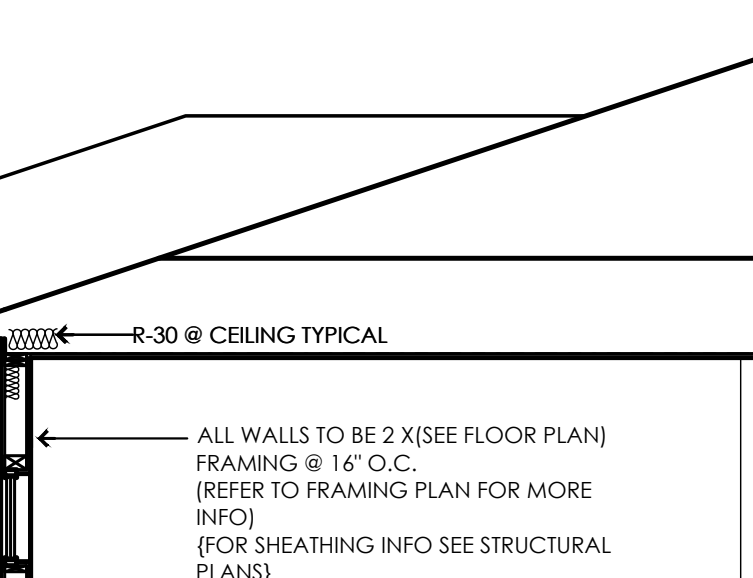 R-30 @ CEILING TYPICAL
ALL WALLS TO BE 2 X(SEE FLOOR PLAN)
FRAMING @ 16" O.C.
(REFER TO FRAMING PLAN FOR MORE
INFO)
{FOR SHEATHING INFO SEE STRUCTURAL
PLANS}